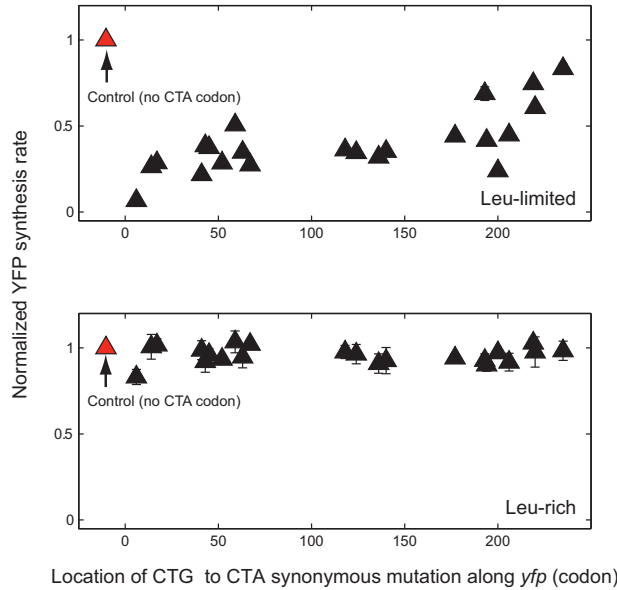 Normalized YFP synthesis rate
1
0.5
0
Control (no CTA codon)
Leu-limited
0 50 100 150 200
1
0.5
0
Control (no CTA codon)
Leu-rich
0 50 100 150 200
Location of CTG to CTA synonymous mutation along yfp (codon)